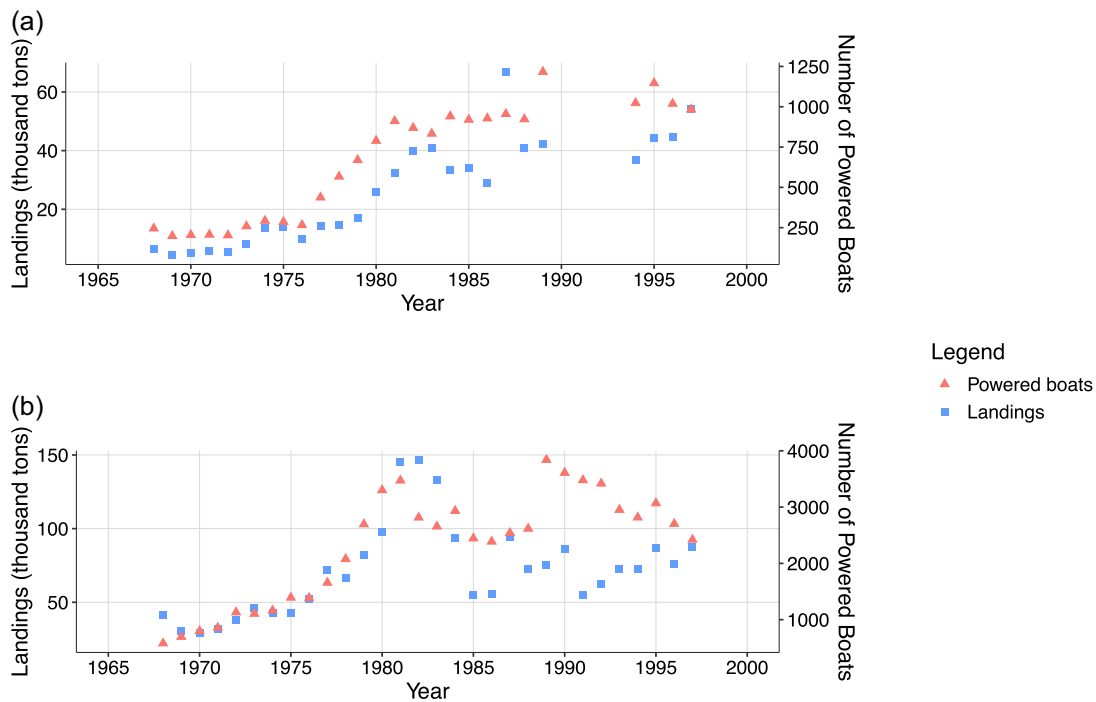 (a)
Landings (thousand tons)
60
40
20
1250
1000
750
500
250
Number of Powered Boats
1965 1970 1975 1980 1985 1990 1995 2000
Year
Legend
Powered boats
Landings
(b)
Landings (thousand tons)
150
100
50
4000
3000
2000
1000
Number of Powered Boats
1965 1970 1975 1980 1985 1990 1995 2000
Year